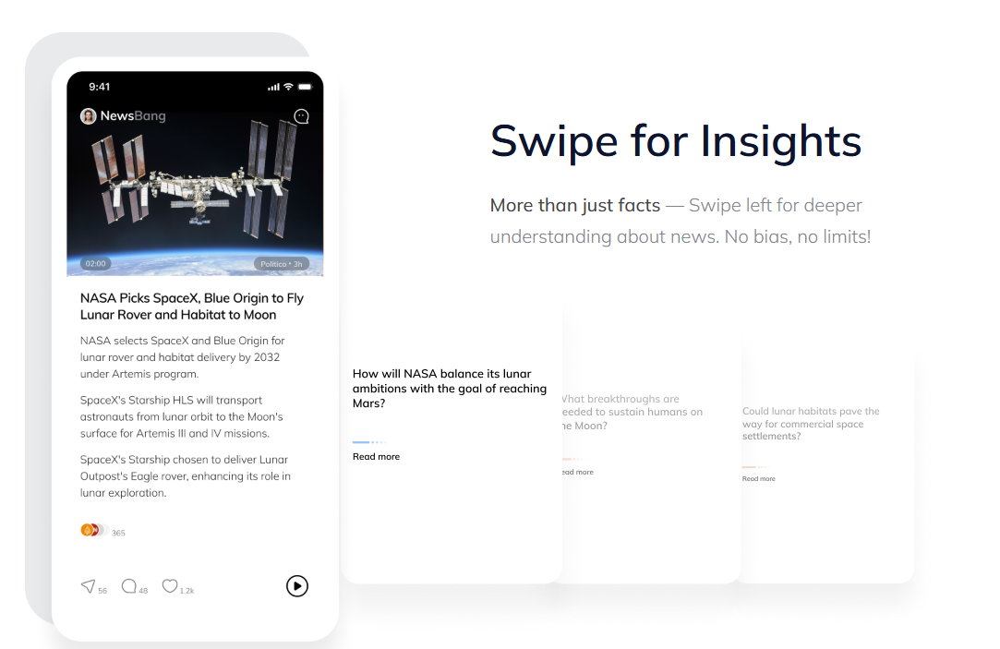 9:41
NewsBang
02:00
Politico • 3h
NASA Picks SpaceX, Blue Origin to Fly
Lunar Rover and Habitat to Moon
NASA selects SpaceX and Blue Origin for
lunar rover and habitat delivery by 2032
under Artemis program.
SpaceX's Starship HLS will transport
astronauts from lunar orbit to the Moon's
surface for Artemis III and IV missions.
SpaceX's Starship chosen to deliver Lunar
Outpost's Eagle rover, enhancing its role in
lunar exploration.
365
56
48
1.2k
Swipe for Insights
More than just facts — Swipe left for deeper
understanding about news. No bias, no limits!
How will NASA balance its lunar
ambitions with the goal of reaching
Mars?
Read more
What breakthroughs are
eeded to sustain humans on
he Moon?
ead more
Could lunar habitats pave the
way for commercial space
settlements?
Read more